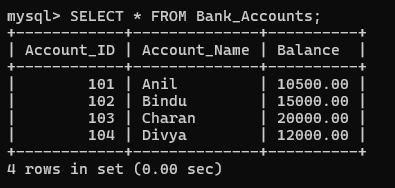 mysql> SELECT * FROM Bank_Accounts;
+------------+--------------+----------+
| Account_ID | Account_Name | Balance  |
+------------+--------------+----------+
|        101 | Anil         | 10500.00 |
|        102 | Bindu        | 15000.00 |
|        103 | Charan       | 20000.00 |
|        104 | Divya        | 12000.00 |
+------------+--------------+----------+
4 rows in set (0.00 sec)